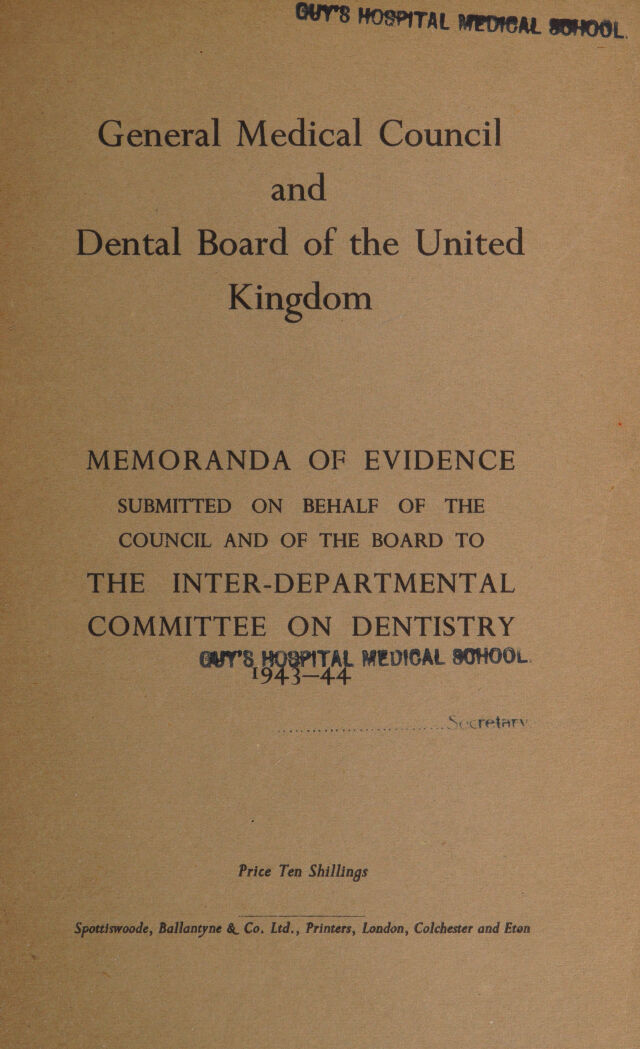 GUY'S HOSPITAL MEDICAL SCHOOL.
General Medical Council
and
Dental Board of the United
Kingdom
MEMORANDA OF EVIDENCE
SUBMITTED ON BEHALF OF THE
COUNCIL AND OF THE BOARD TO
THE INTER-DEPARTMENTAL
COMMITTEE ON DENTISTRY
GUY'S HOSPITAL MEDICAL SCHOOL.
1943–44
..............................Secretary
Price Ten Shillings
Spottiswoode, Ballantyne & Co. Ltd., Printers, London, Colchester and Eton